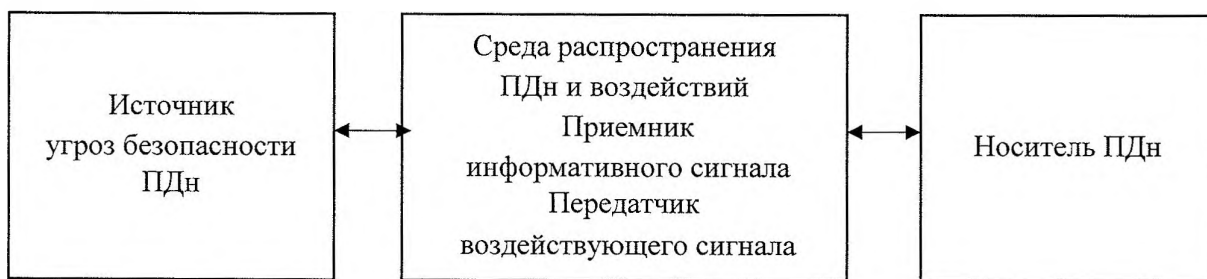 Источник
угроз безопасности
ПДн
Среда распространения
ПДн и воздействий
Приемник
информативного сигнала
Передатчик
воздействующего сигнала
Носитель ПДн